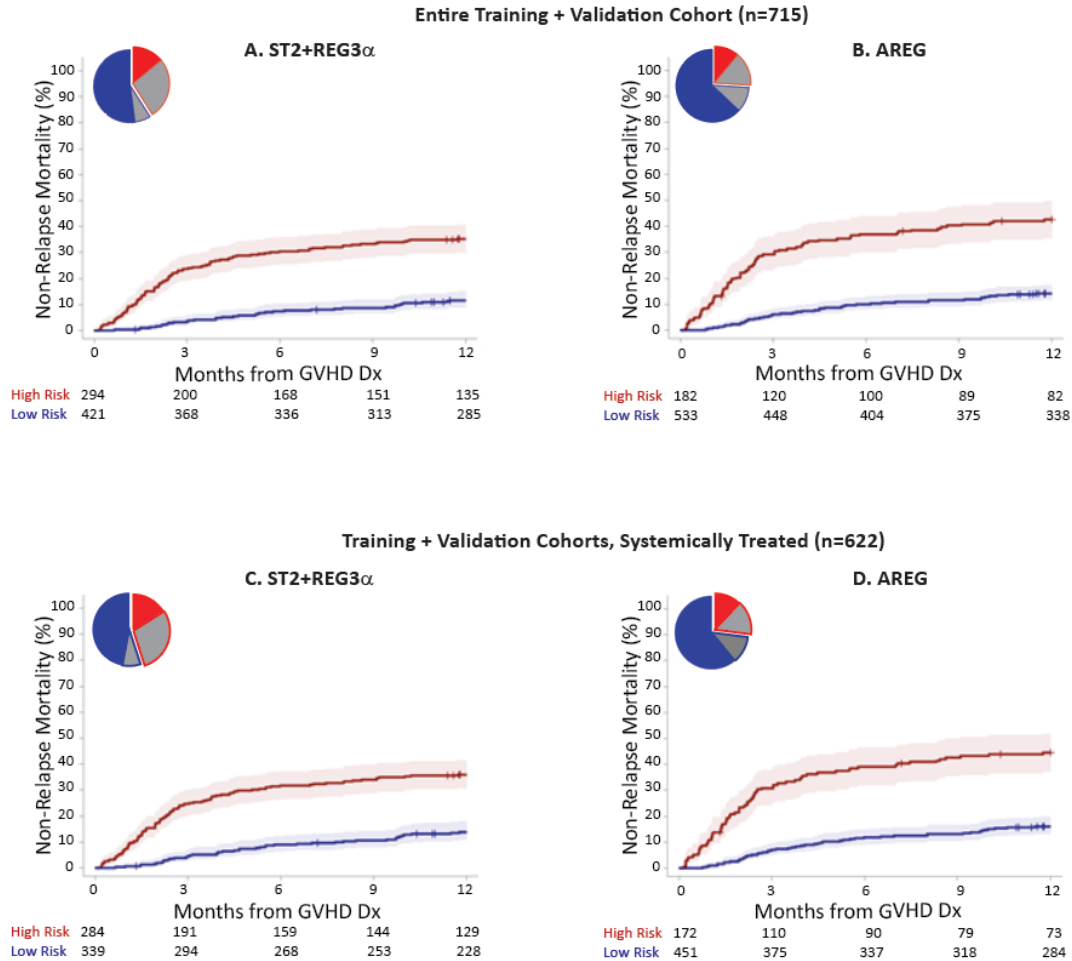 Entire Training + Validation Cohort (n=715)
A. ST2+REG3α
Non-Relapse Mortality (%)
100
90
80
70
60
50
40
30
20
10
0
0 3 6 9 12
Months from GVHD Dx
High Risk 294 200 168 151 135
Low Risk 421 368 336 313 285
B. AREG
Non-Relapse Mortality (%)
100
90
80
70
60
50
40
30
20
10
0
0 3 6 9 12
Months from GVHD Dx
High Risk 182 120 100 89 82
Low Risk 533 448 404 375 338
Training + Validation Cohorts, Systemically Treated (n=622)
C. ST2+REG3α
Non-Relapse Mortality (%)
100
90
80
70
60
50
40
30
20
10
0
0 3 6 9 12
Months from GVHD Dx
High Risk 284 191 159 144 129
Low Risk 339 294 268 253 228
D. AREG
Non-Relapse Mortality (%)
100
90
80
70
60
50
40
30
20
10
0
0 3 6 9 12
Months from GVHD Dx
High Risk 172 110 90 79 73
Low Risk 451 375 337 318 284